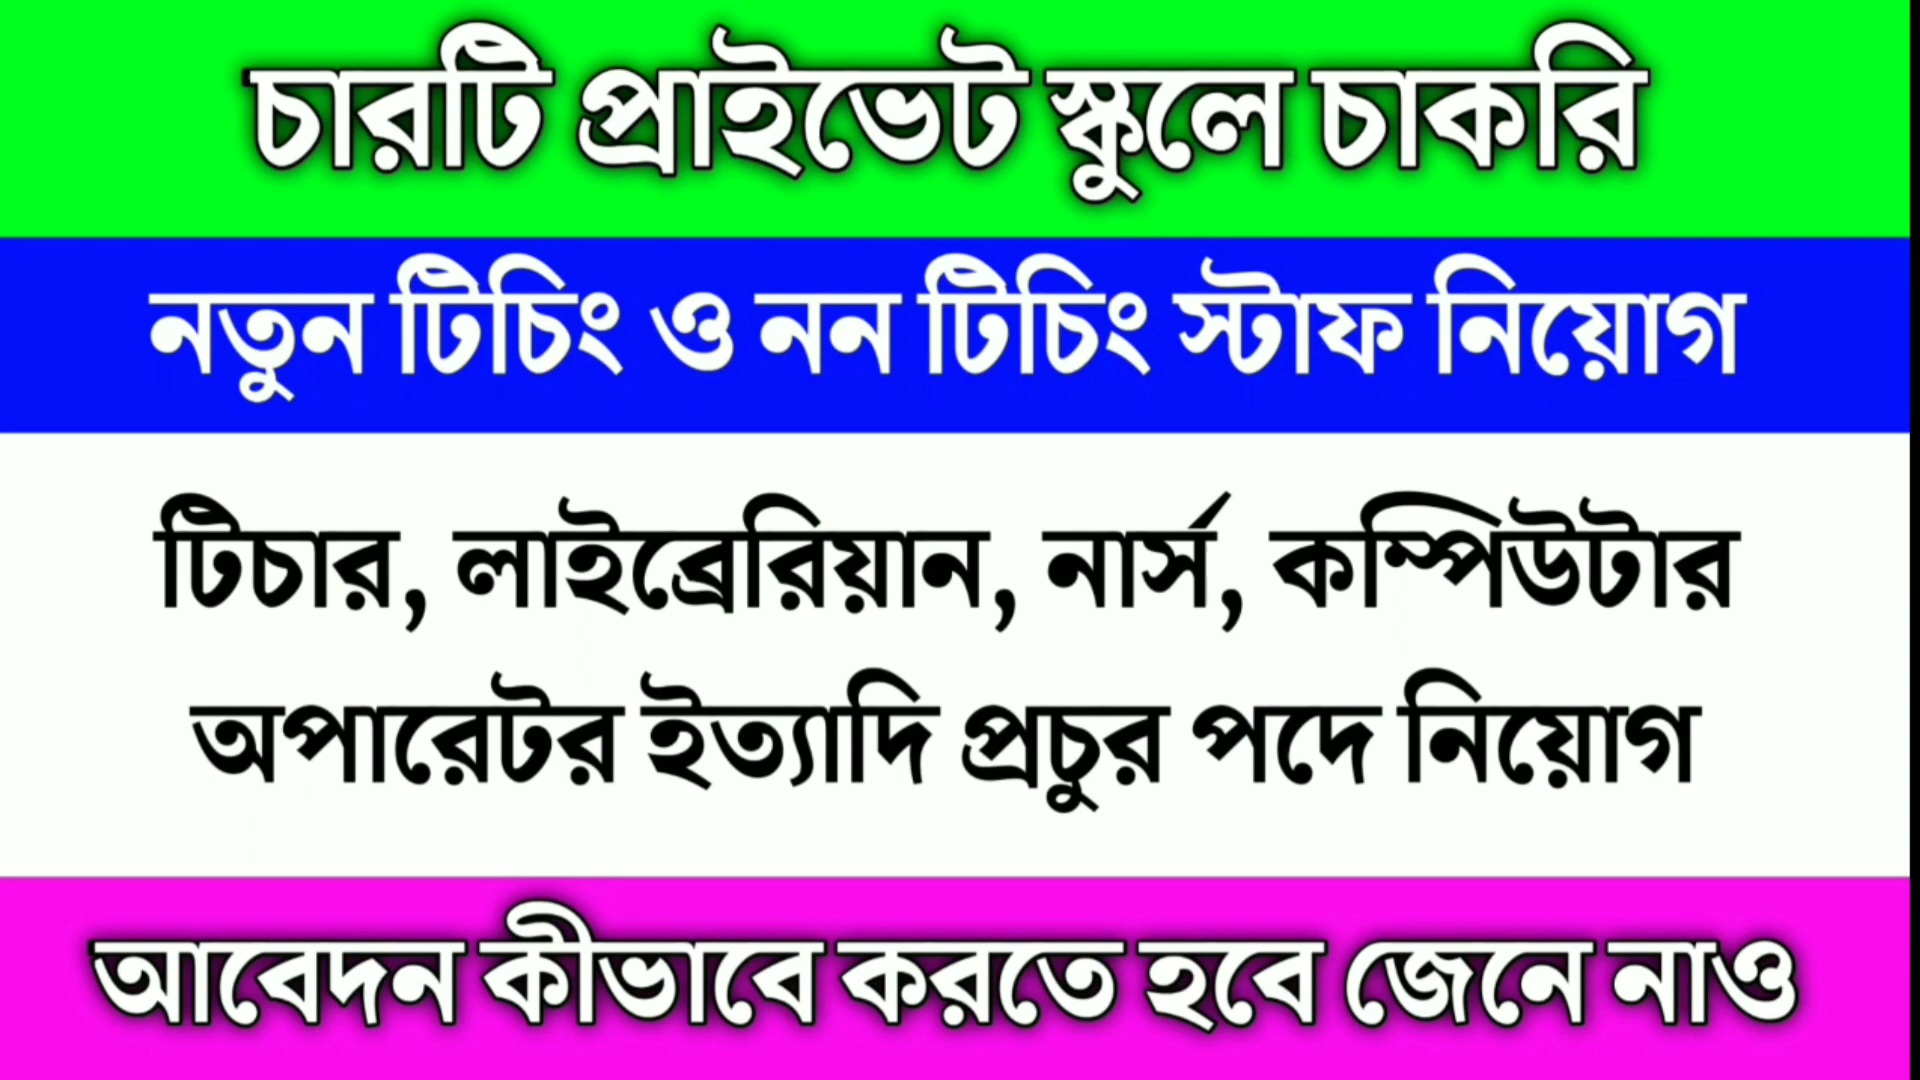 চারটি প্রাইভেট স্কুলে চাকরি
নতুন টিচিং ও নন টিচিং স্টাফ নিয়োগ
টিচার, লাইব্রেরিয়ান, নার্স, কম্পিউটার
অপারেটর ইত্যাদি প্রচুর পদে নিয়োগ
আবেদন কীভাবে করতে হবে জেনে নাও